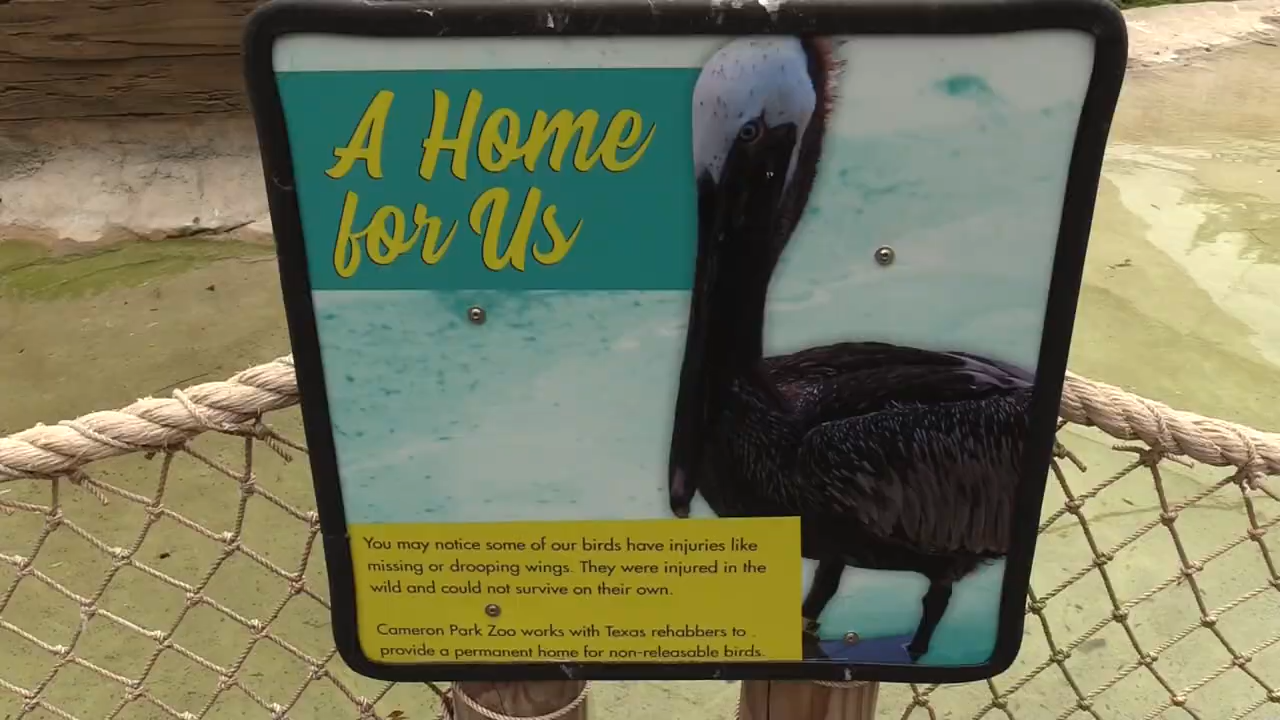 A Home
for Us
You may notice some of our birds have injuries like
missing or drooping wings. They were injured in the
wild and could not survive on their own.
Cameron Park Zoo works with Texas rehabbers to
provide a permanent home for non-releasable birds.